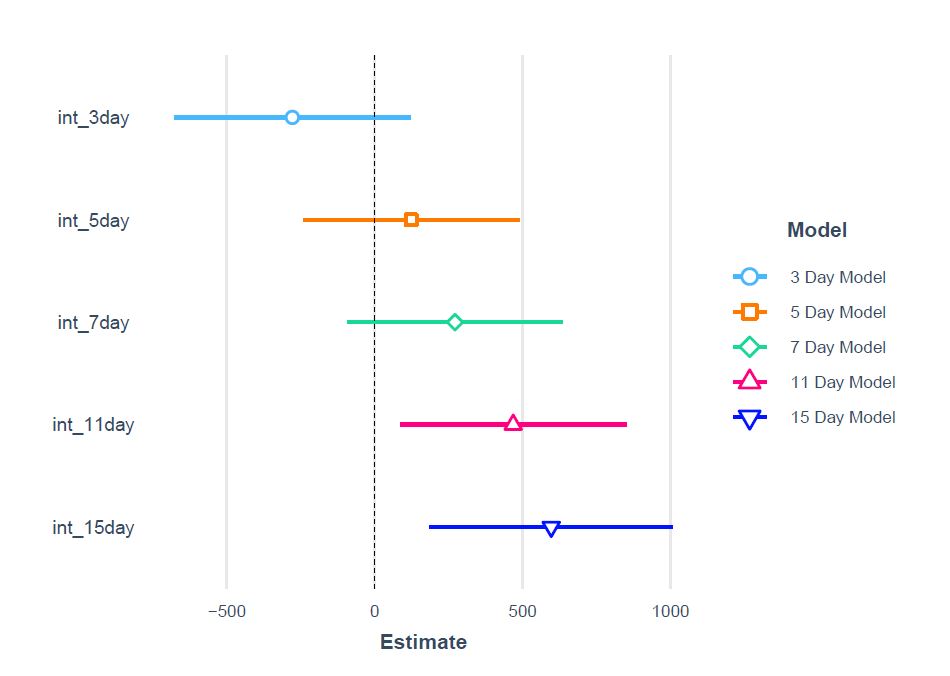 int_3day
int_5day
int_7day
int_11day
int_15day
−500
0
500
1000
Estimate
Model
3 Day Model
5 Day Model
7 Day Model
11 Day Model
15 Day Model